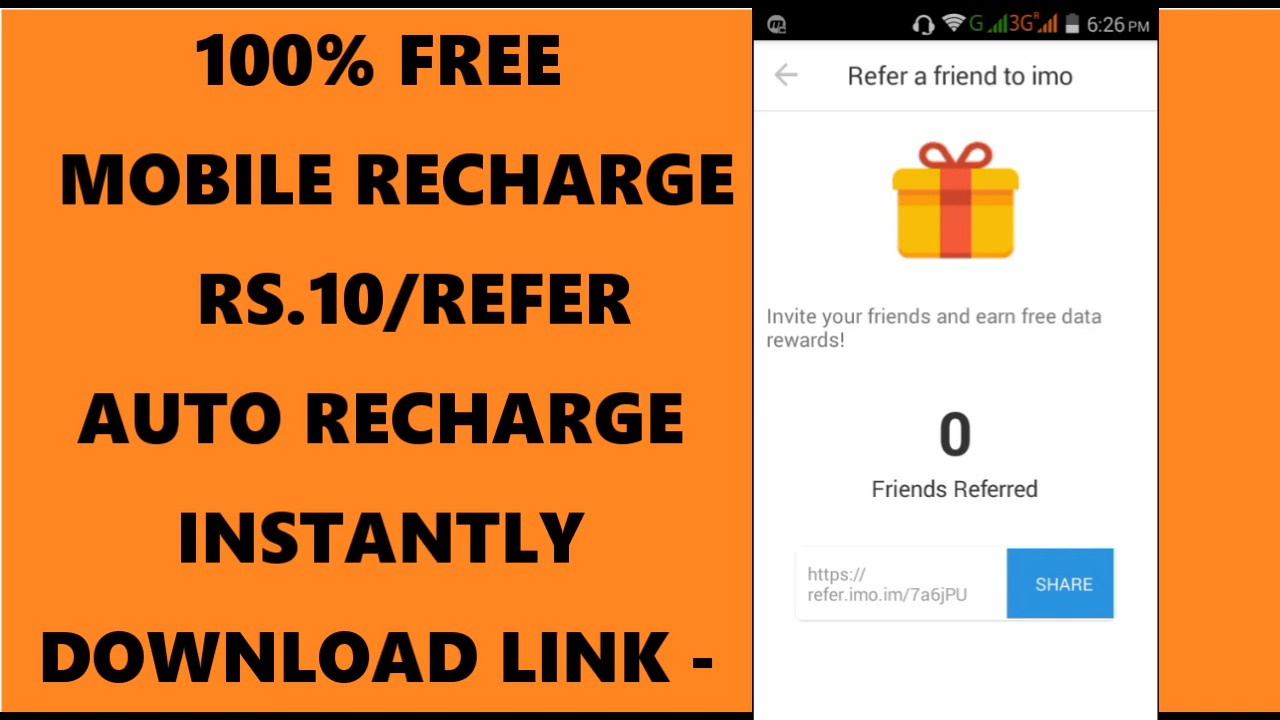 100% FREE
MOBILE RECHARGE
RS.10/REFER
AUTO RECHARGE
INSTANTLY
DOWNLOAD LINK -
G 3G R 6:26 PM
Refer a friend to imo
Invite your friends and earn free data
rewards!
0
Friends Referred
https://
refer.imo.im/7a6jPU
SHARE